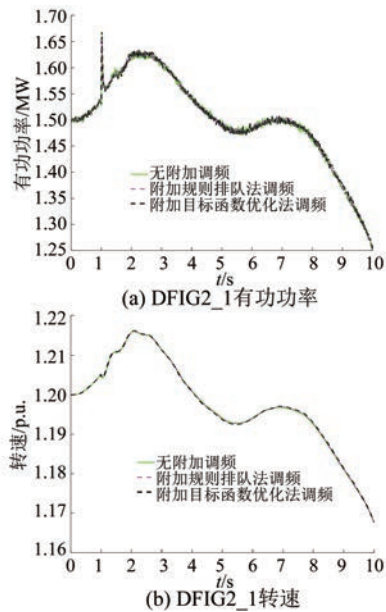 1.70
1.65
1.60
1.55
1.50
1.45
1.40
1.35
1.30
1.25
有功功率/MW
无附加调频
附加规则排队法调频
附加目标函数优化法调频
0 1 2 3 4 5 6 7 8 9 10
t/s
(a) DFIG2_1有功功率
1.22
1.21
1.20
1.19
1.18
1.17
1.16
转速/p.u.
无附加调频
附加规则排队法调频
附加目标函数优化法调频
0 1 2 3 4 5 6 7 8 9 10
t/s
(b) DFIG2_1转速